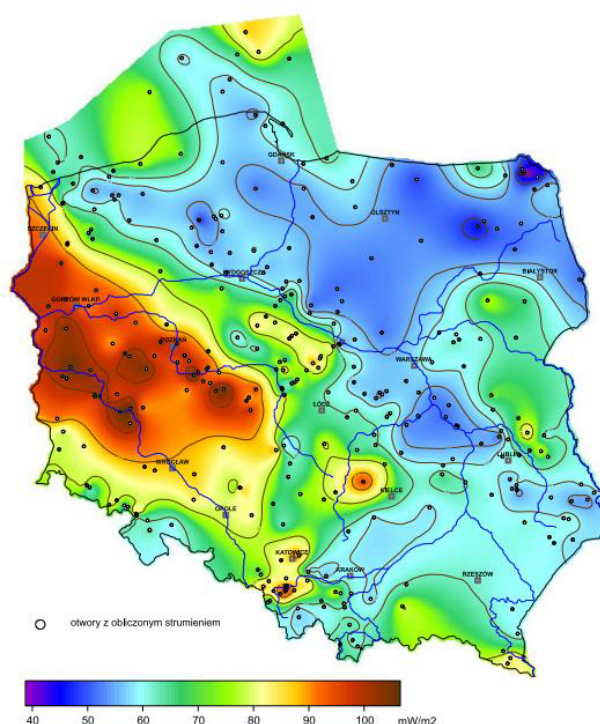 GDAŃSK
OLSZTYN
SZCZECIN
BYDGOSZCZ
BIAŁYSTOK
GORZÓW WLKP.
POZNAŃ
WARSZAWA
ŁÓDŹ
WROCŁAW
LUBLIN
KIELCE
OPOLE
KATOWICE
KRAKÓW
RZESZÓW
otwory z obliczonym strumieniem
40 50 60 70 80 90 100 mW/m2